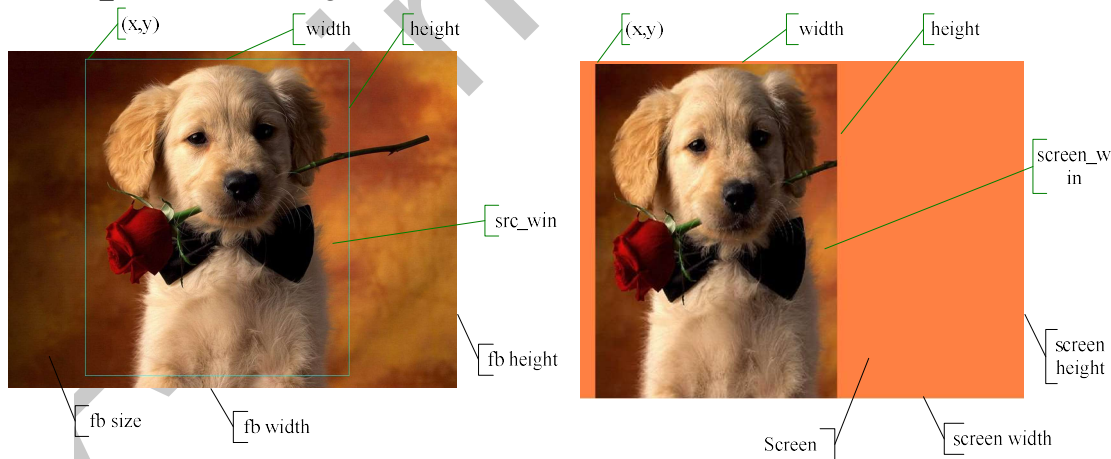 (x,y)
width
height
src_win
fb height
fb size
fb width
(x,y)
width
height
screen_w
in
screen
height
Screen
screen width